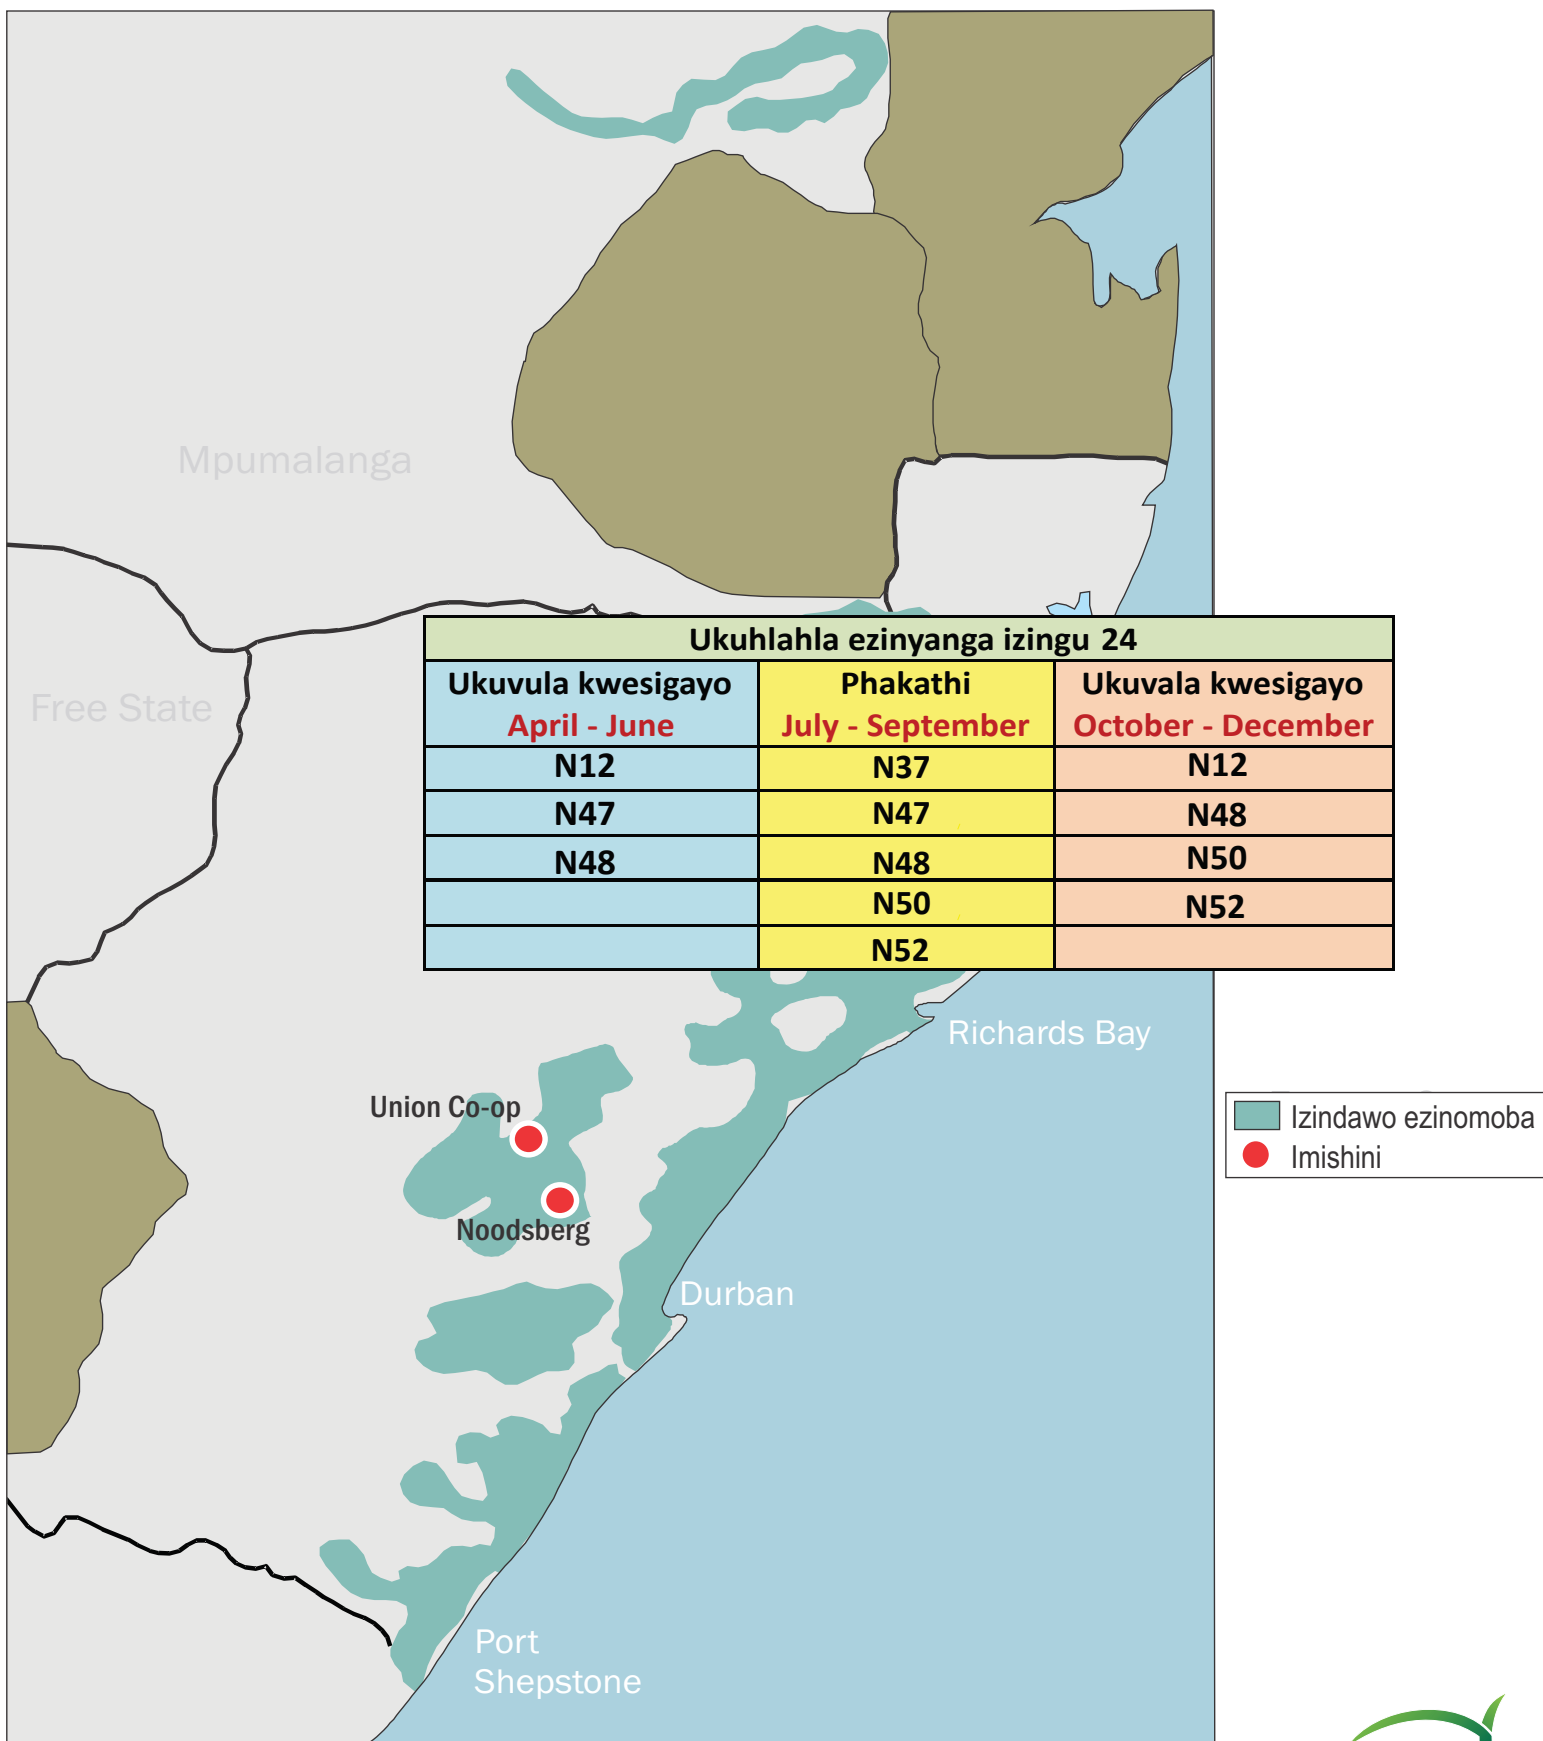 Mpumalanga
Free State
Ukuhlahla ezinyanga izingu 24
Ukuvula kwesigayo Phakathi Ukuvala kwesigayo
April - June July - September October - December
N12 N37 N12
N47 N47 N48
N48 N48 N50
N50 N52
N52
Richards Bay
Union Co-op
Izindawo ezinomoba
Imishini
Noodsberg
Durban
Port
Shepstone